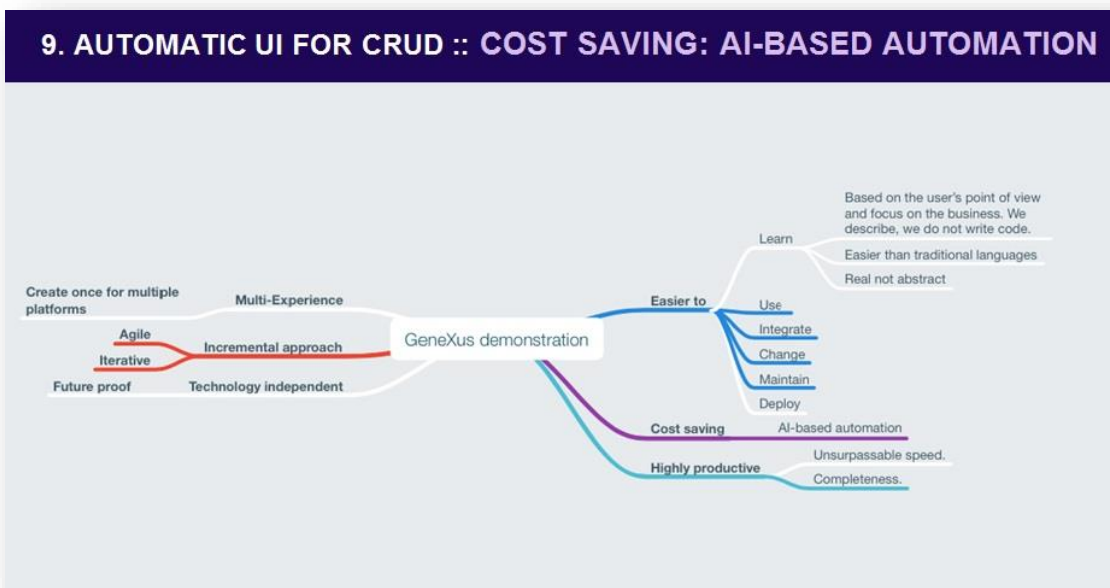 9. AUTOMATIC UI FOR CRUD :: COST SAVING: AI-BASED AUTOMATION
Create once for multiple
platforms
Multi-Experience
Agile
Iterative
Incremental approach
Future proof
Technology independent
GeneXus demonstration
Easier to
Learn
Based on the user's point of view
and focus on the business. We
describe, we do not write code.
Easier than traditional languages
Real not abstract
Use
Integrate
Change
Maintain
Deploy
Cost saving
AI-based automation
Highly productive
Unsurpassable speed.
Completeness.